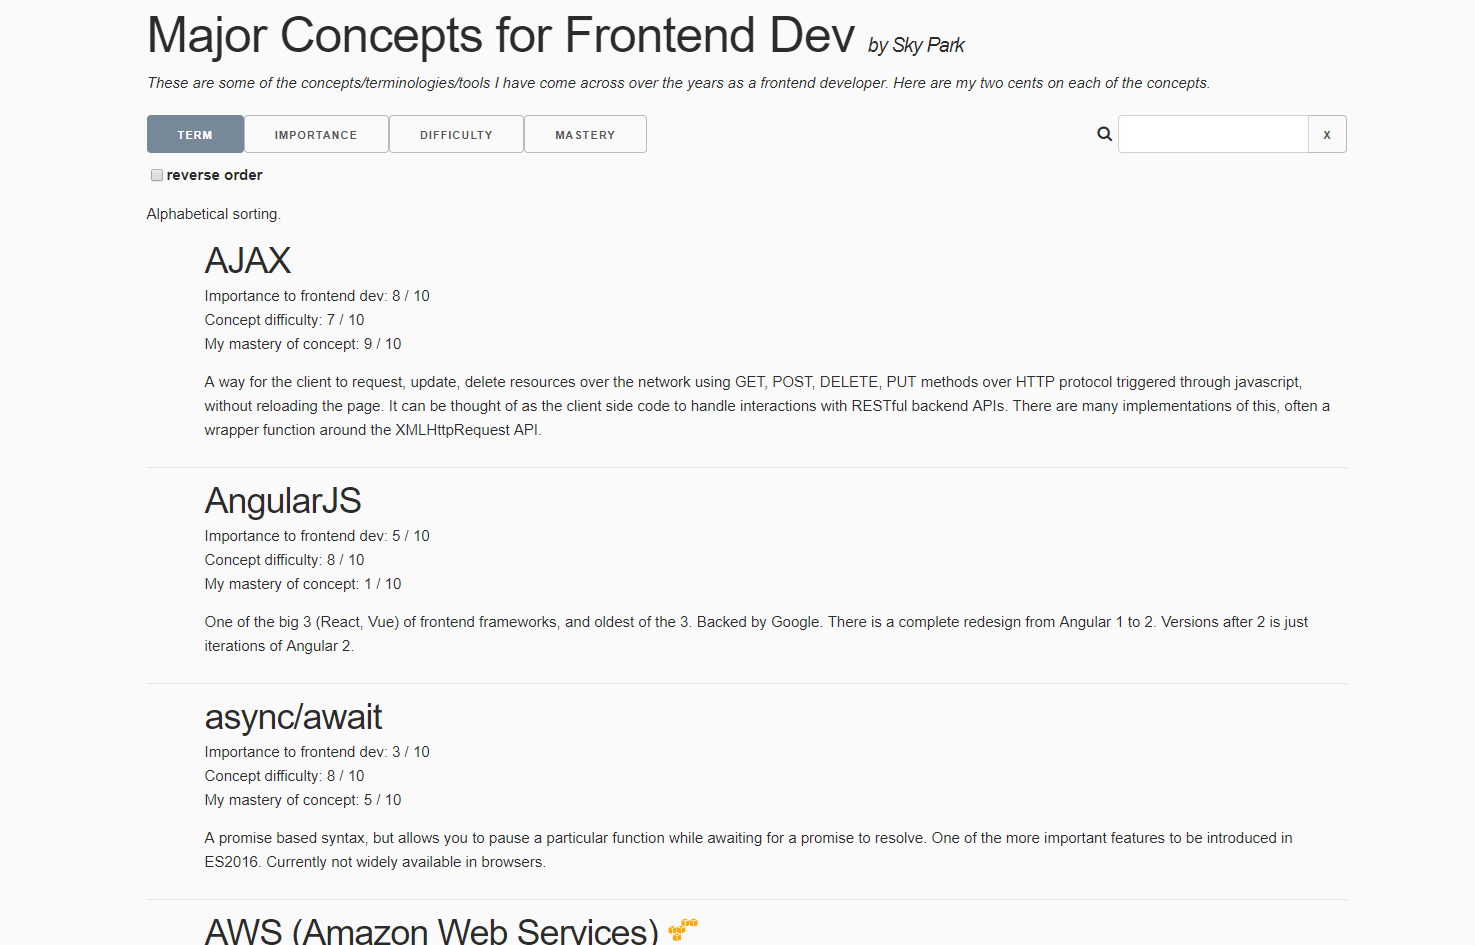 Major Concepts for Frontend Dev by Sky Park
These are some of the concepts/terminologies/tools I have come across over the years as a frontend developer. Here are my two cents on each of the concepts.
TERM IMPORTANCE DIFFICULTY MASTERY X
reverse order
Alphabetical sorting.
AJAX
Importance to frontend dev: 8 / 10
Concept difficulty: 7 / 10
My mastery of concept: 9 / 10
A way for the client to request, update, delete resources over the network using GET, POST, DELETE, PUT methods over HTTP protocol triggered through javascript,
without reloading the page. It can be thought of as the client side code to handle interactions with RESTful backend APIs. There are many implementations of this, often a
wrapper function around the XMLHttpRequest API.
AngularJS
Importance to frontend dev: 5 / 10
Concept difficulty: 8 / 10
My mastery of concept: 1 / 10
One of the big 3 (React, Vue) of frontend frameworks, and oldest of the 3. Backed by Google. There is a complete redesign from Angular 1 to 2. Versions after 2 is just
iterations of Angular 2.
async/await
Importance to frontend dev: 3 / 10
Concept difficulty: 8 / 10
My mastery of concept: 5 / 10
A promise based syntax, but allows you to pause a particular function while awaiting for a promise to resolve. One of the more important features to be introduced in
ES2016. Currently not widely available in browsers.
AWS (Amazon Web Services)